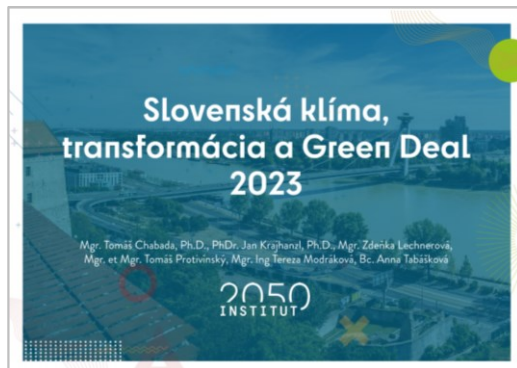 Slovenská klíma,
transformácia a Green Deal
2023
Mgr. Tomáš Chabada, Ph.D., PhDr. Jan Krajhanzl, Ph.D., Mgr. Zdeňka Lechnerová,
Mgr. et Mgr. Tomáš Protivínský, Mgr. Ing Tereza Modráková, Bc. Anna Tabášková
2050
INSTITUT